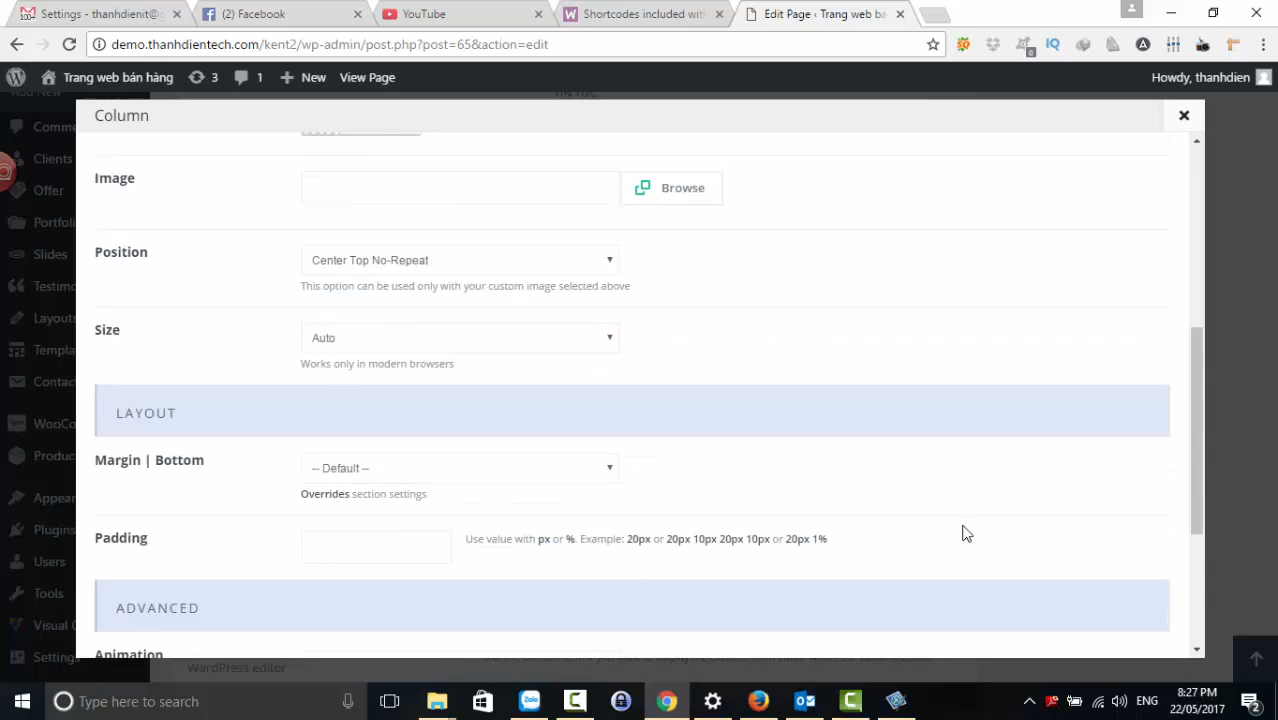 Settings - thanhdienit@g
(2) Facebook
YouTube
Shortcodes included wit
Edit Page ‹ Trang web bá
demo.thanhdientech.com/kent2/wp-admin/post.php?post=65&action=edit
Trang web bán hàng
3
1
New
View Page
Howdy, thanhdien
Column
Comme
Clients
Offer
Portfoli
Slides
Testimo
Layouts
Templa
Contac
WooCo
Produc
Appear
Plugins
Users
Tools
Visual
Settings
Image
Browse
Position
Center Top No-Repeat
This option can be used only with your custom image selected above
Size
Auto
Works only in modern browsers
LAYOUT
Margin | Bottom
-- Default --
Overrides section settings
Padding
Use value with px or %. Example: 20px or 20px 10px 20px 10px or 20px 1%
ADVANCED
Animation
WordPress editor
Type here to search
Zalo
ENG
8:27 PM
22/05/2017
2